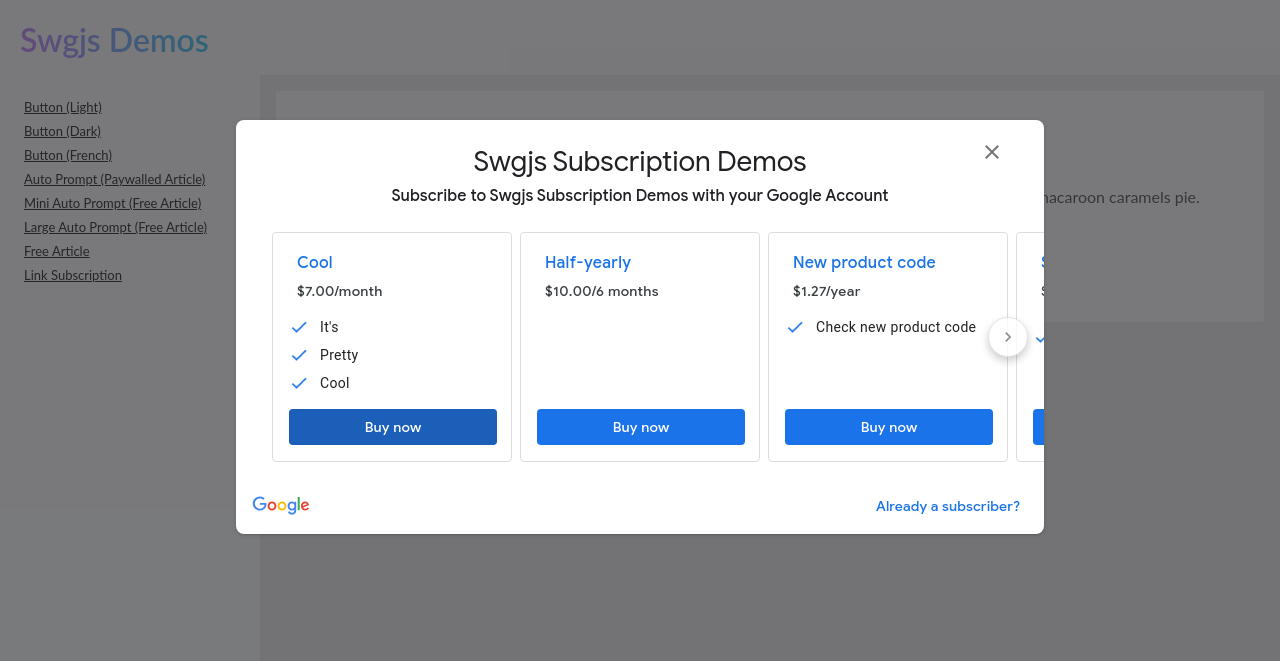 Swgjs Demos
Button (Light)
Button (Dark)
Button (French)
Auto Prompt (Paywalled Article)
Mini Auto Prompt (Free Article)
Large Auto Prompt (Free Article)
Free Article
Link Subscription
caramels pie.
Swgjs Subscription Demos
Subscribe to Swgjs Subscription Demos with your Google Account
Cool
$7.00/month
It's
Pretty
Cool
Buy now
Half-yearly
$10.00/6 months
Buy now
New product code
$1.27/year
Check new product code
Buy now
Google
Already a subscriber?